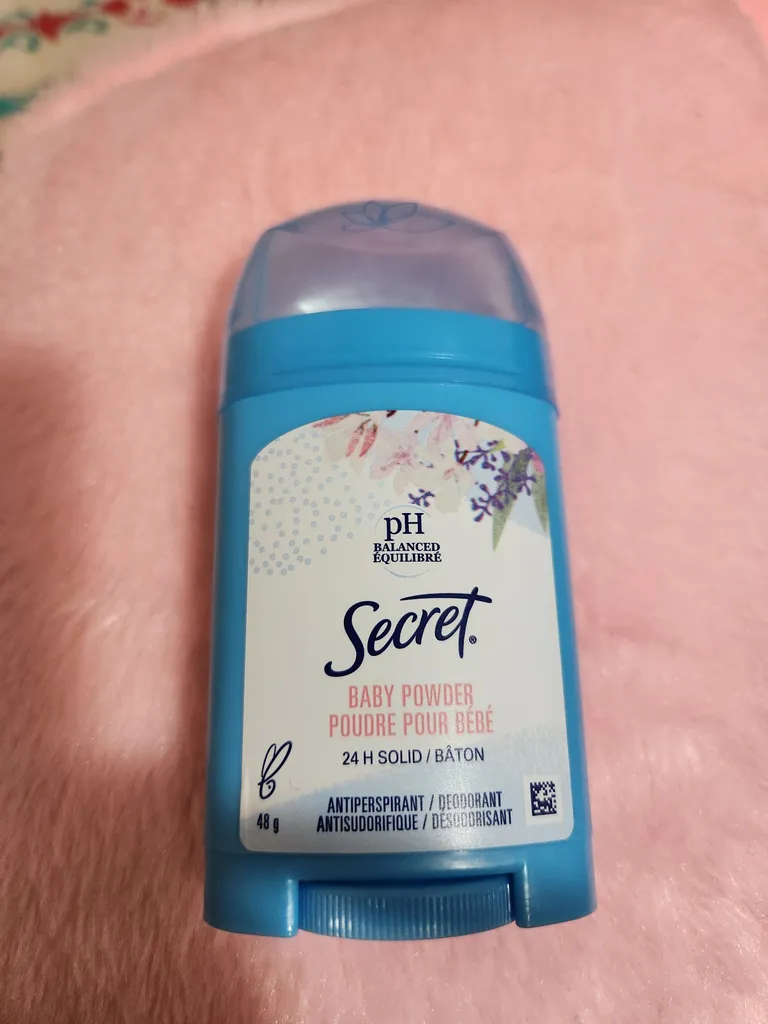 pH
BALANCED
ÉQUILIBRÉ
Secret®
BABY POWDER
POUDRE POUR BÉBÉ
24 H SOLID / BÂTON
ANTIPERSPIRANT / DEODORANT
ANTISUDORIFIQUE / DÉSODORISANT
48 g